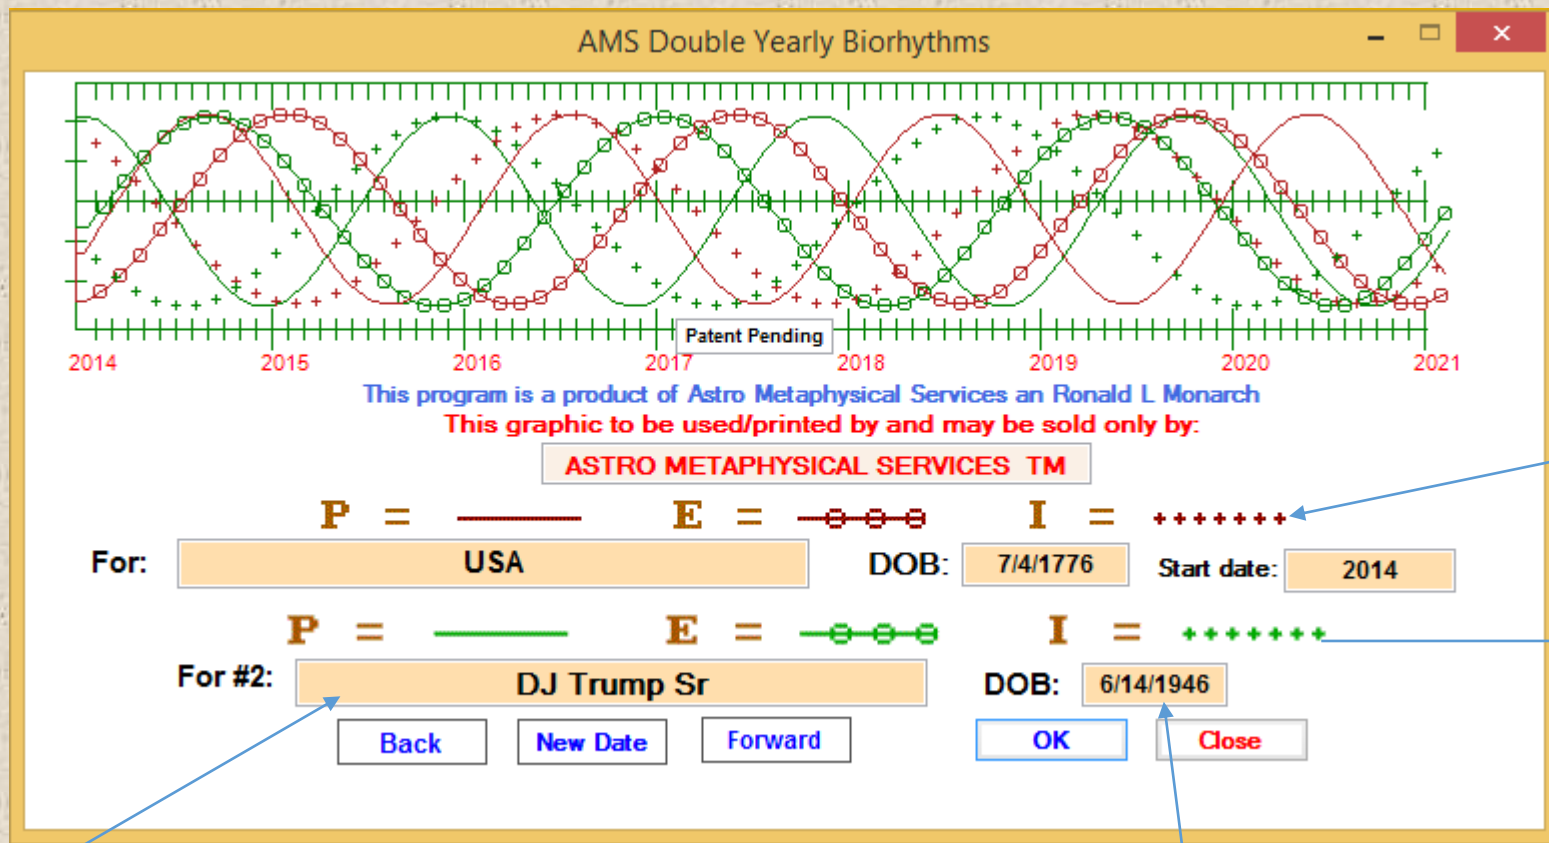 AMS Double Yearly Biorhythms
Patent Pending
2014 2015 2016 2017 2018 2019 2020 2021
This program is a product of Astro Metaphysical Services an Ronald L Monarch
This graphic to be used/printed by and may be sold only by:
ASTRO METAPHYSICAL SERVICES TM
P = E = I =
For: USA DOB: 7/4/1776 Start date: 2014
P = E = I =
For #2: DJ Trump Sr DOB: 6/14/1946
Back New Date Forward OK Close